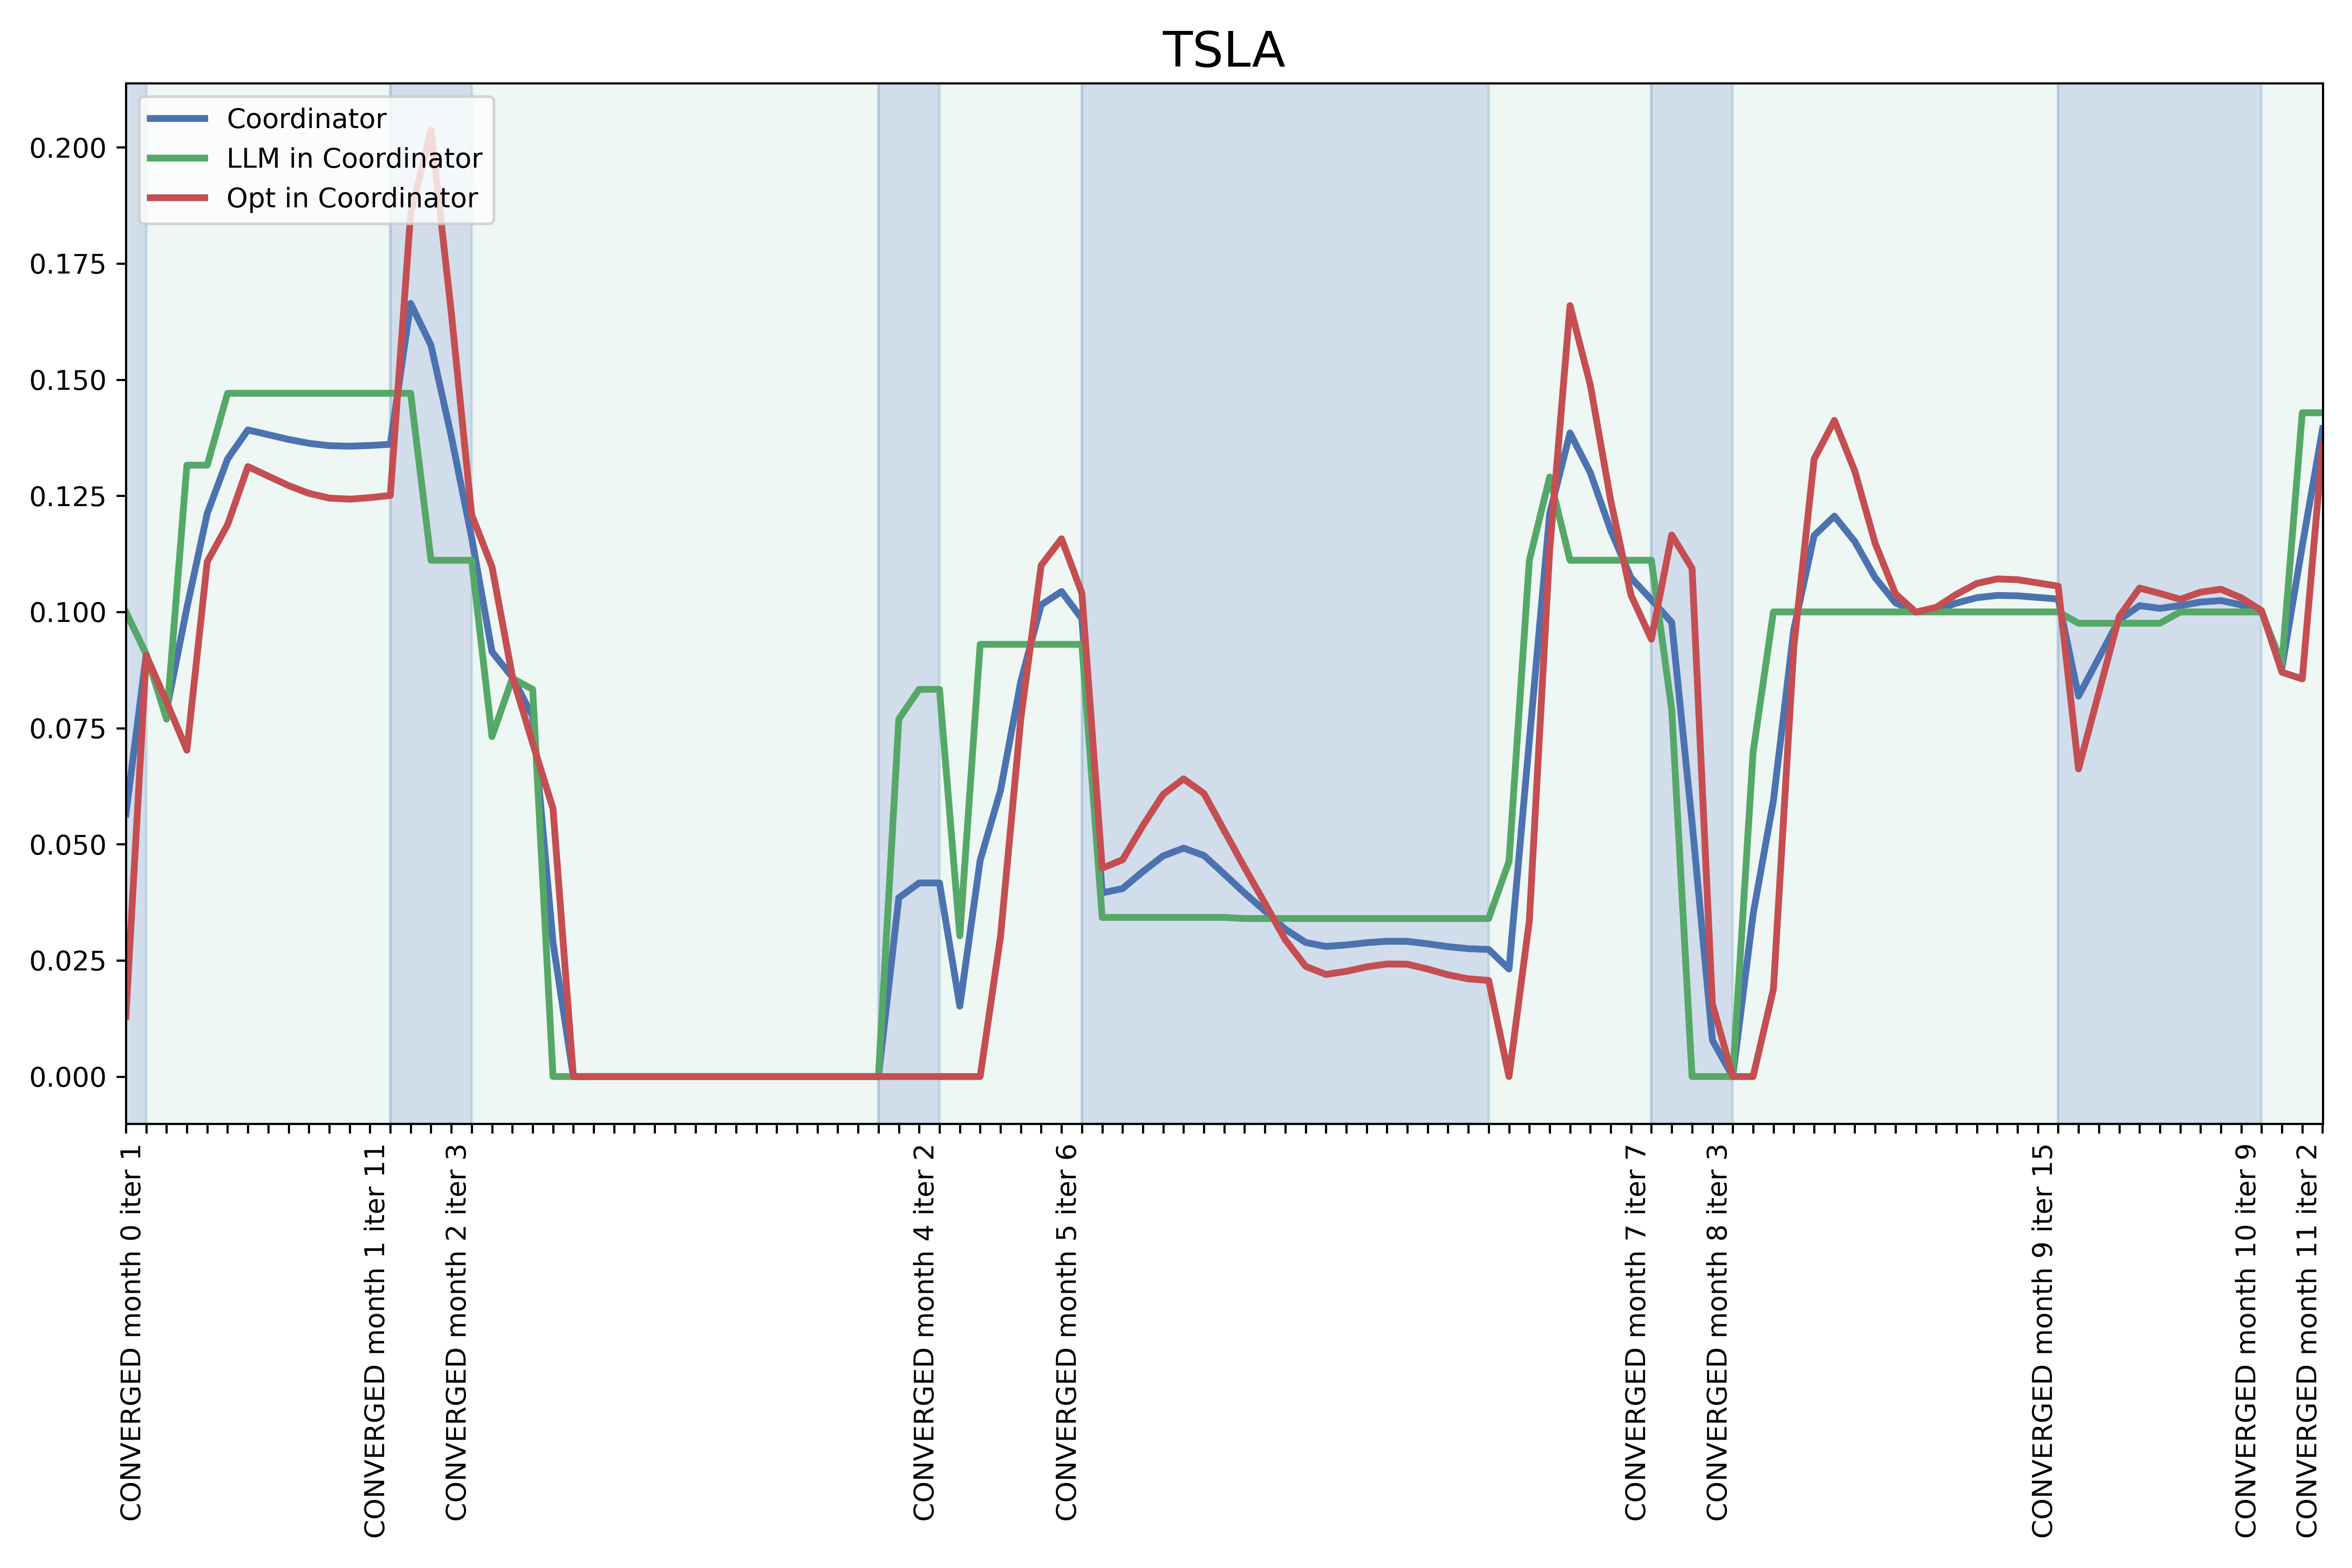 TSLA
Coordinator
LLM in Coordinator
Opt in Coordinator
0.200
0.175
0.150
0.125
0.100
0.075
0.050
0.025
0.000
CONVERGED month 0 iter 1
CONVERGED month 1 iter 11
CONVERGED month 2 iter 3
CONVERGED month 4 iter 2
CONVERGED month 5 iter 6
CONVERGED month 7 iter 7
CONVERGED month 8 iter 3
CONVERGED month 9 iter 15
CONVERGED month 10 iter 9
CONVERGED month 11 iter 2